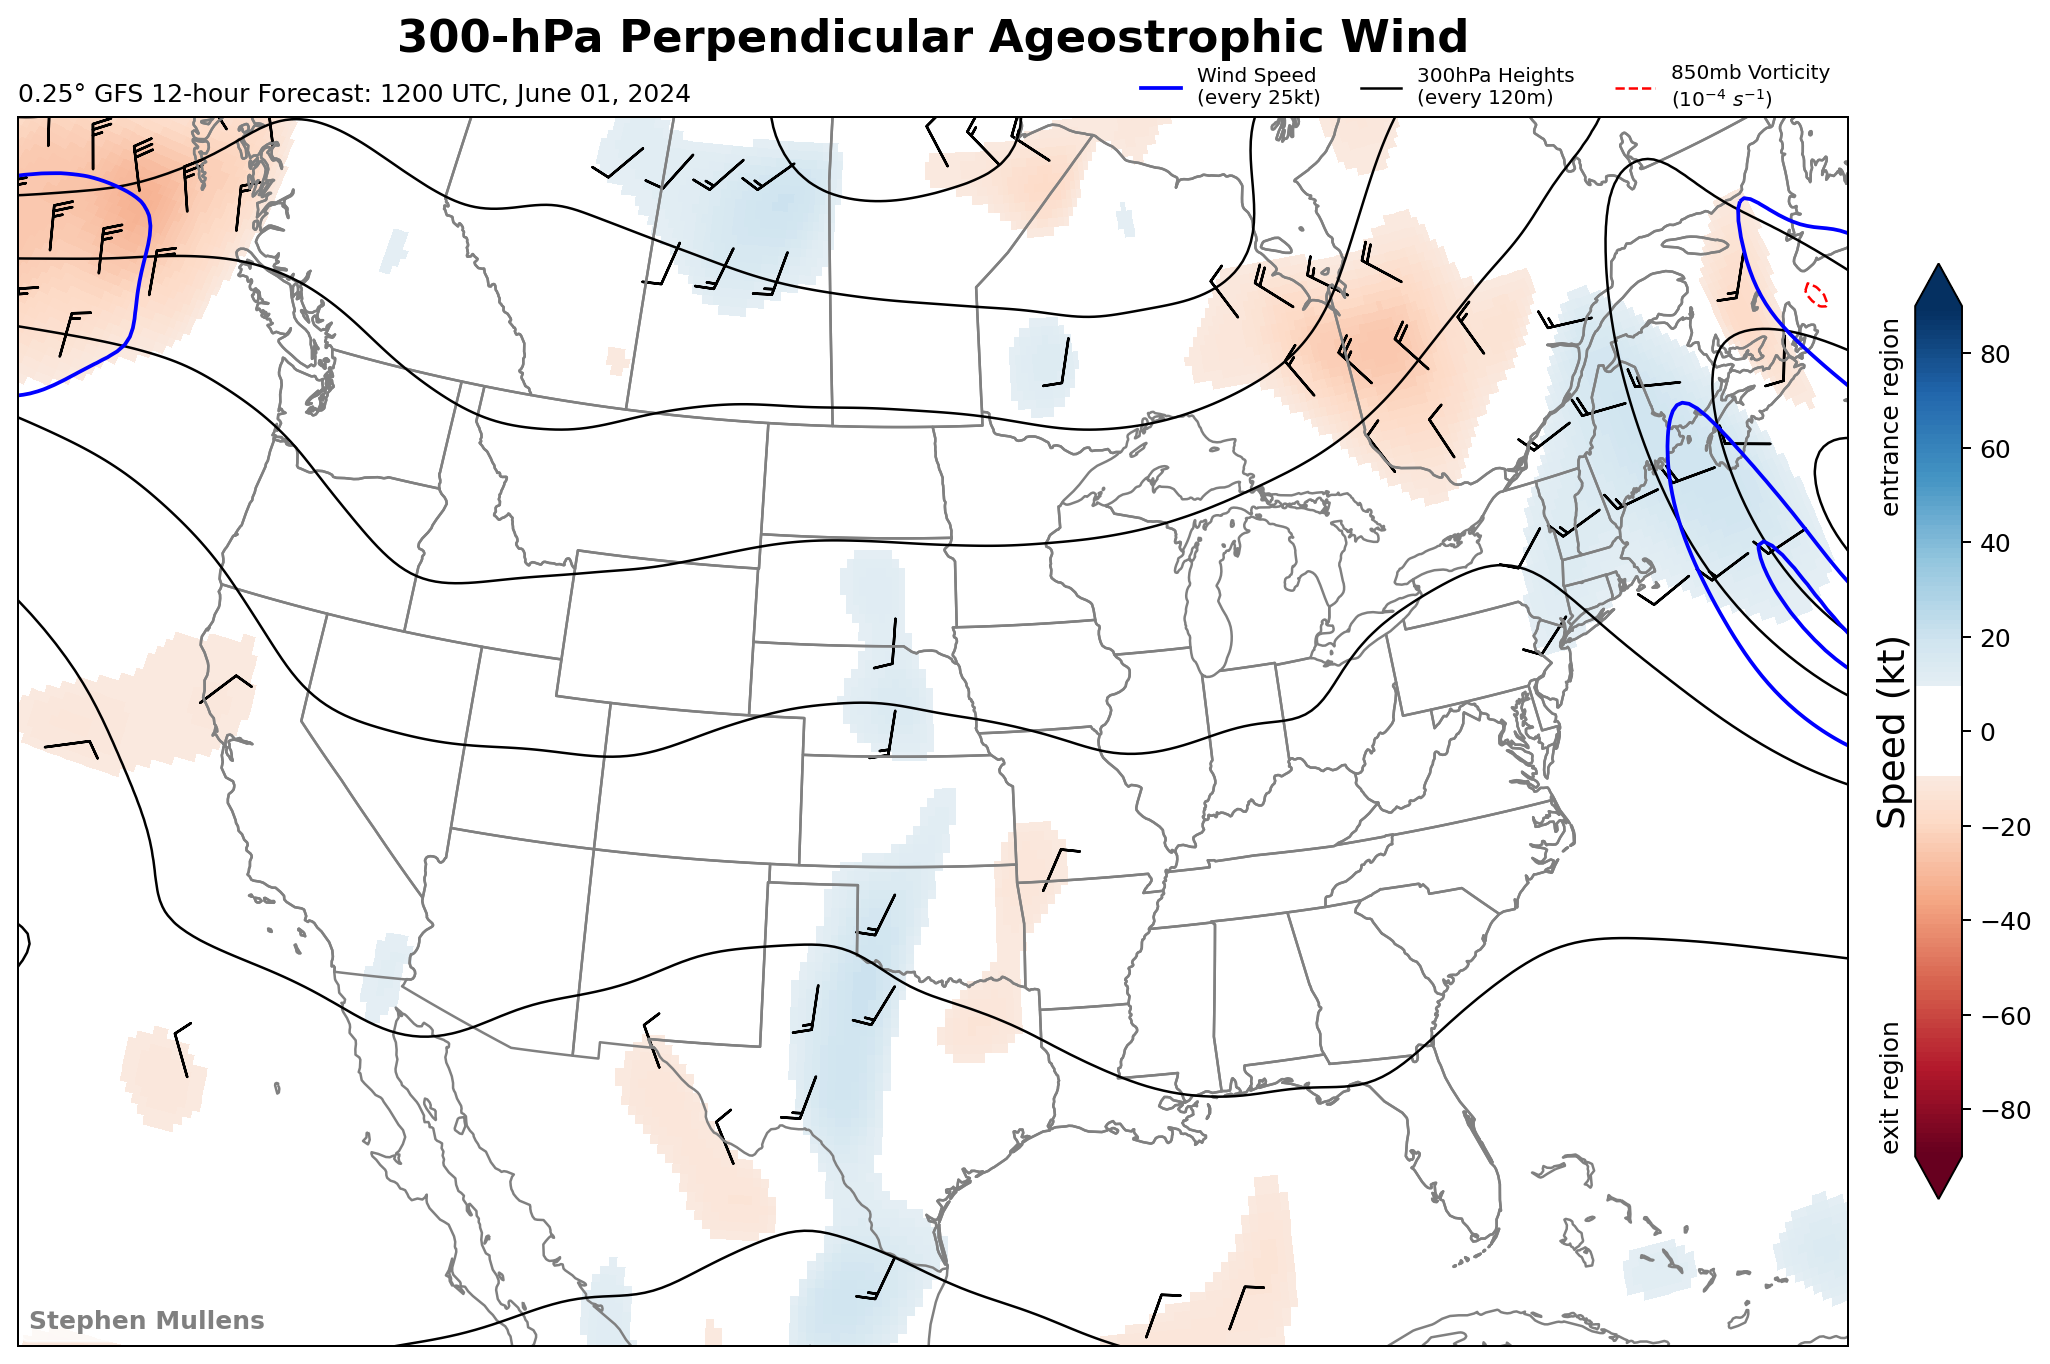 300-hPa Perpendicular Ageostrophic Wind
0.25° GFS 12-hour Forecast: 1200 UTC, June 01, 2024
Wind Speed
(every 25kt)
300hPa Heights
(every 120m)
850mb Vorticity
(10⁻⁴ s⁻¹)
entrance region
Speed (kt)
exit region
80
60
40
20
0
−20
−40
−60
−80
Stephen Mullens